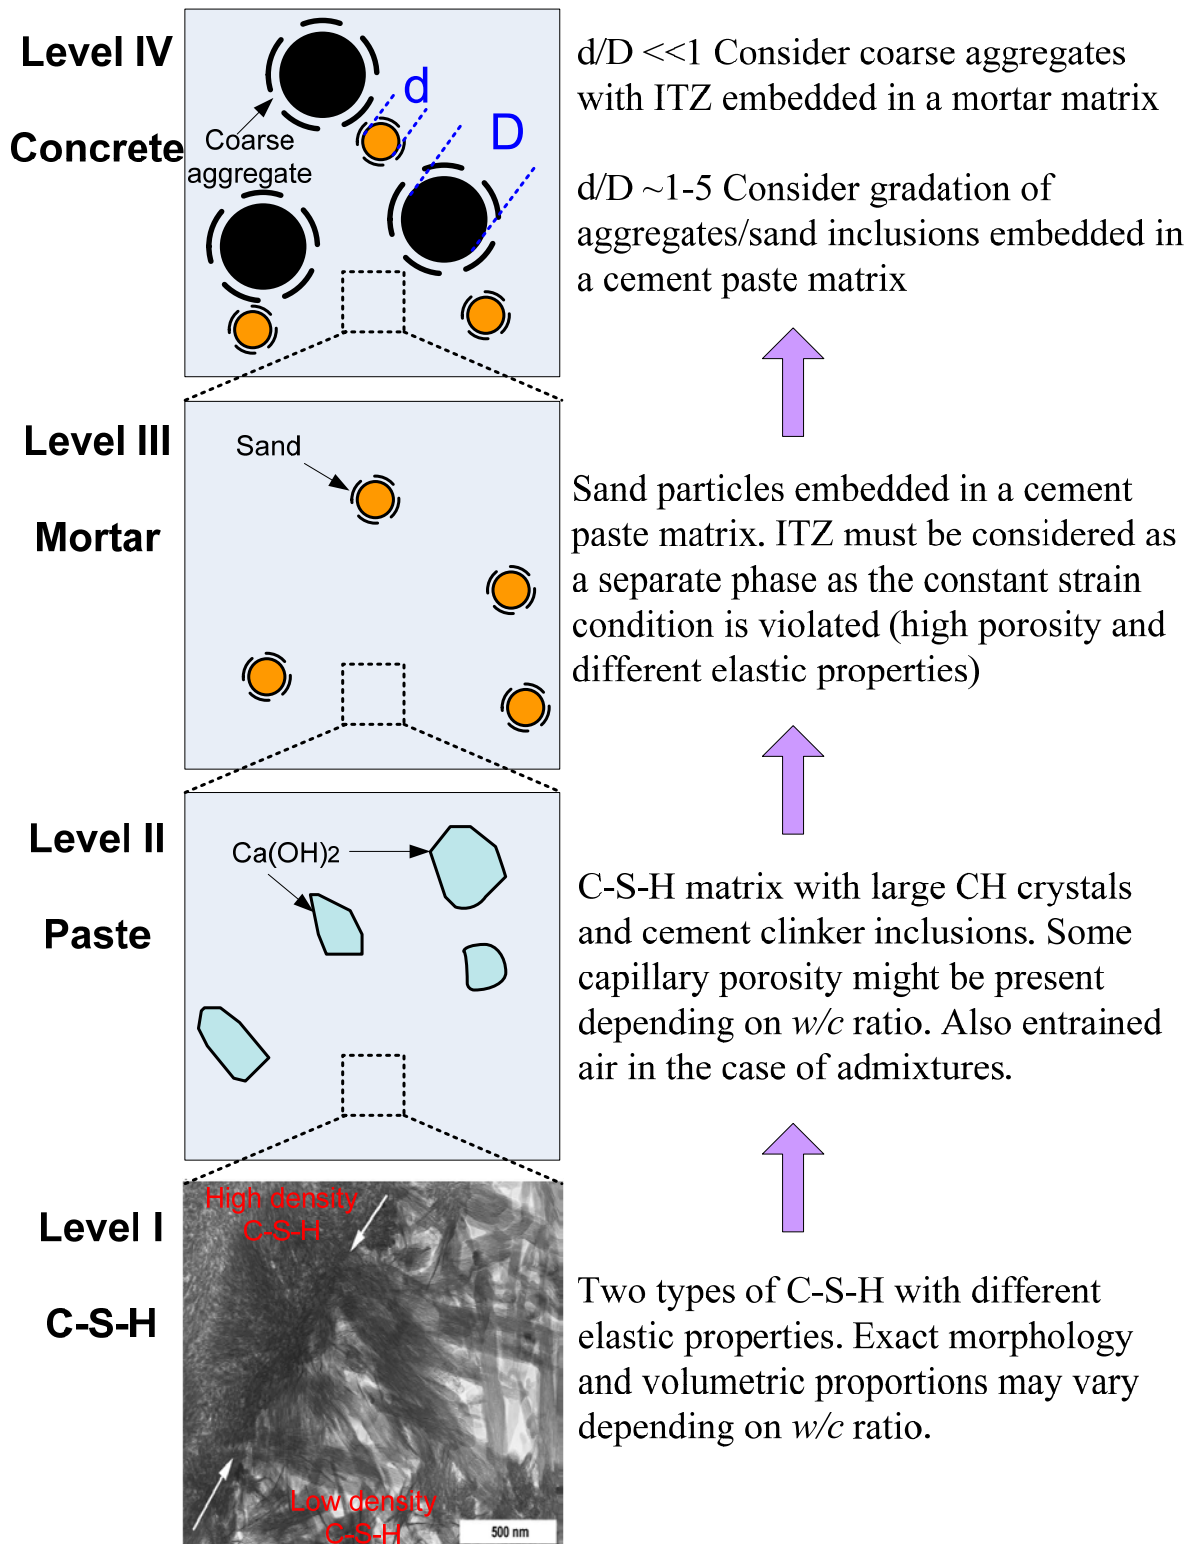 Level IV
Concrete
Coarse
aggregate
d
D
d/D <<1 Consider coarse aggregates
with ITZ embedded in a mortar matrix
d/D ~1-5 Consider gradation of
aggregates/sand inclusions embedded in
a cement paste matrix
Level III
Mortar
Sand
Sand particles embedded in a cement
paste matrix. ITZ must be considered as
a separate phase as the constant strain
condition is violated (high porosity and
different elastic properties)
Level II
Paste
Ca(OH)2
C-S-H matrix with large CH crystals
and cement clinker inclusions. Some
capillary porosity might be present
depending on w/c ratio. Also entrained
air in the case of admixtures.
Level I
C-S-H
High density
C-S-H
Low density
C-S-H
500 nm
Two types of C-S-H with different
elastic properties. Exact morphology
and volumetric proportions may vary
depending on w/c ratio.